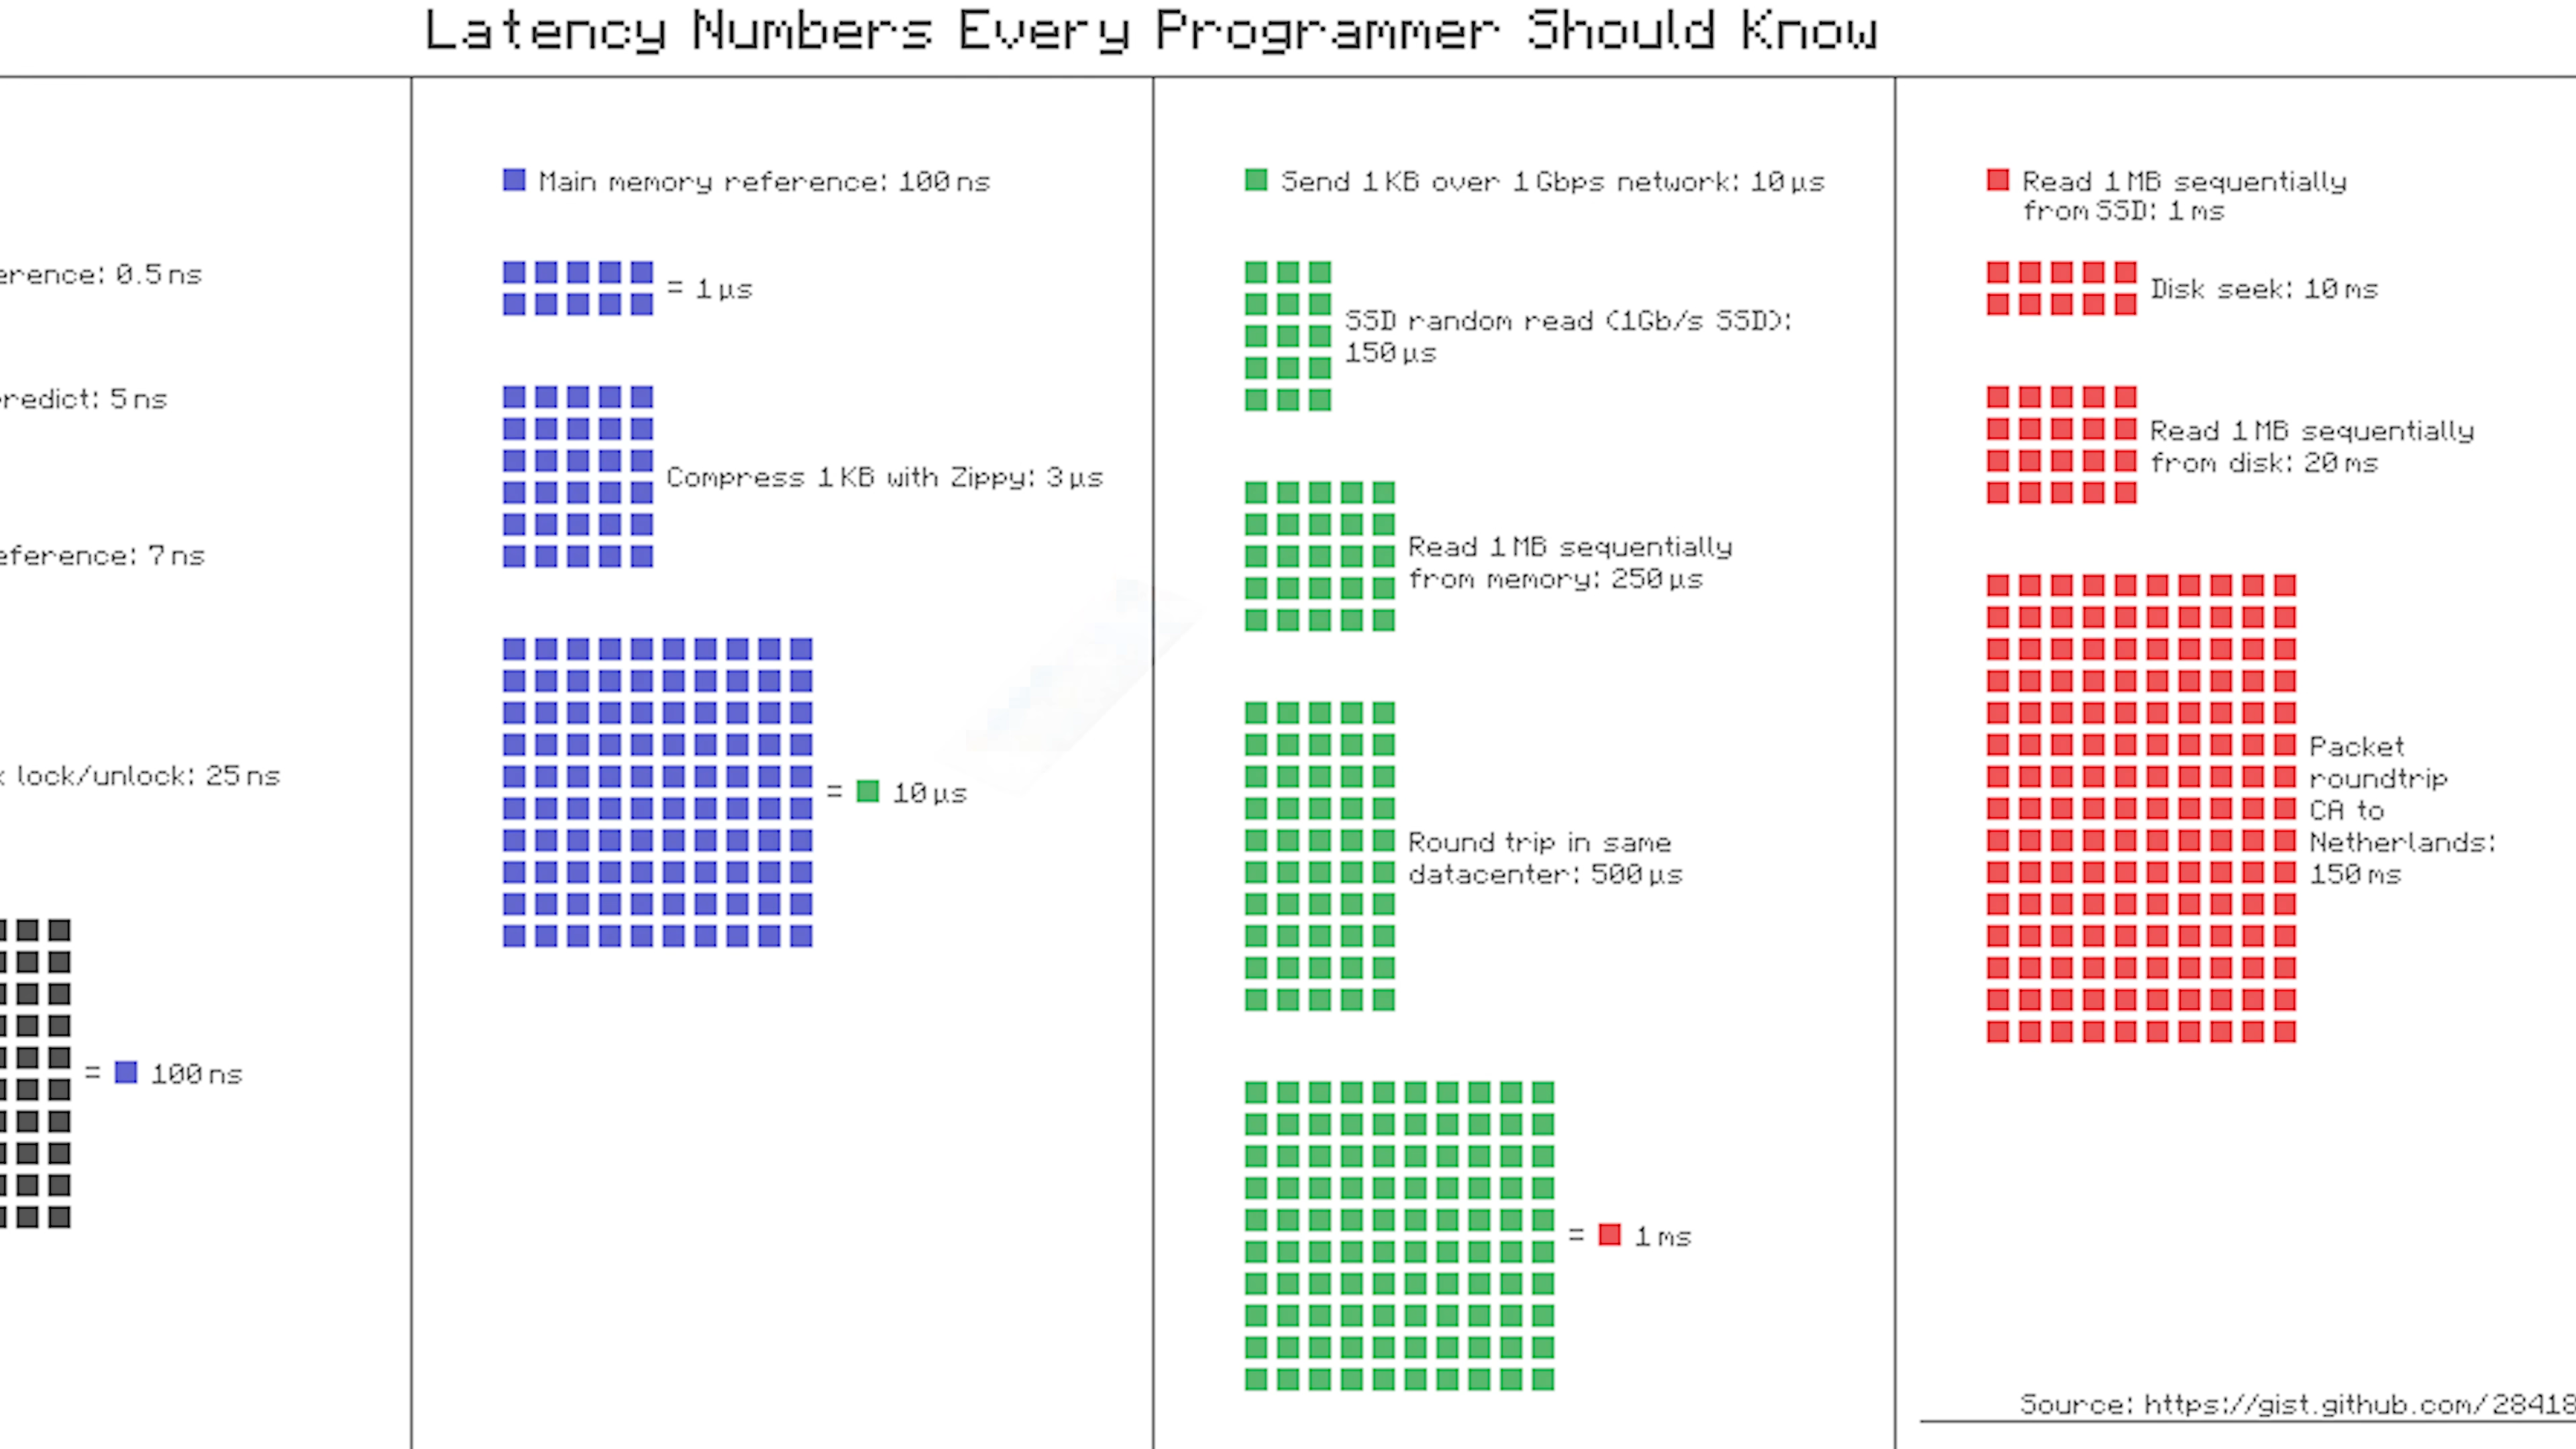 Latency Numbers Every Programmer Should Know
erence: 0.5 ns
redict: 5 ns
eference: 7 ns
k lock/unlock: 25 ns
= 100 ns
Main memory reference: 100 ns
= 1 µs
Compress 1 KB with Zippy: 3 µs
= 10 µs
Send 1 KB over 1 Gbps network: 10 µs
SSD random read (1Gb/s SSD):
150 µs
Read 1 MB sequentially
from memory: 250 µs
Round trip in same
datacenter: 500 µs
= 1 ms
Read 1 MB sequentially
from SSD: 1 ms
Disk seek: 10 ms
Read 1 MB sequentially
from disk: 20 ms
Packet
roundtrip
CA to
Netherlands:
150 ms
Source: https://gist.github.com/28418